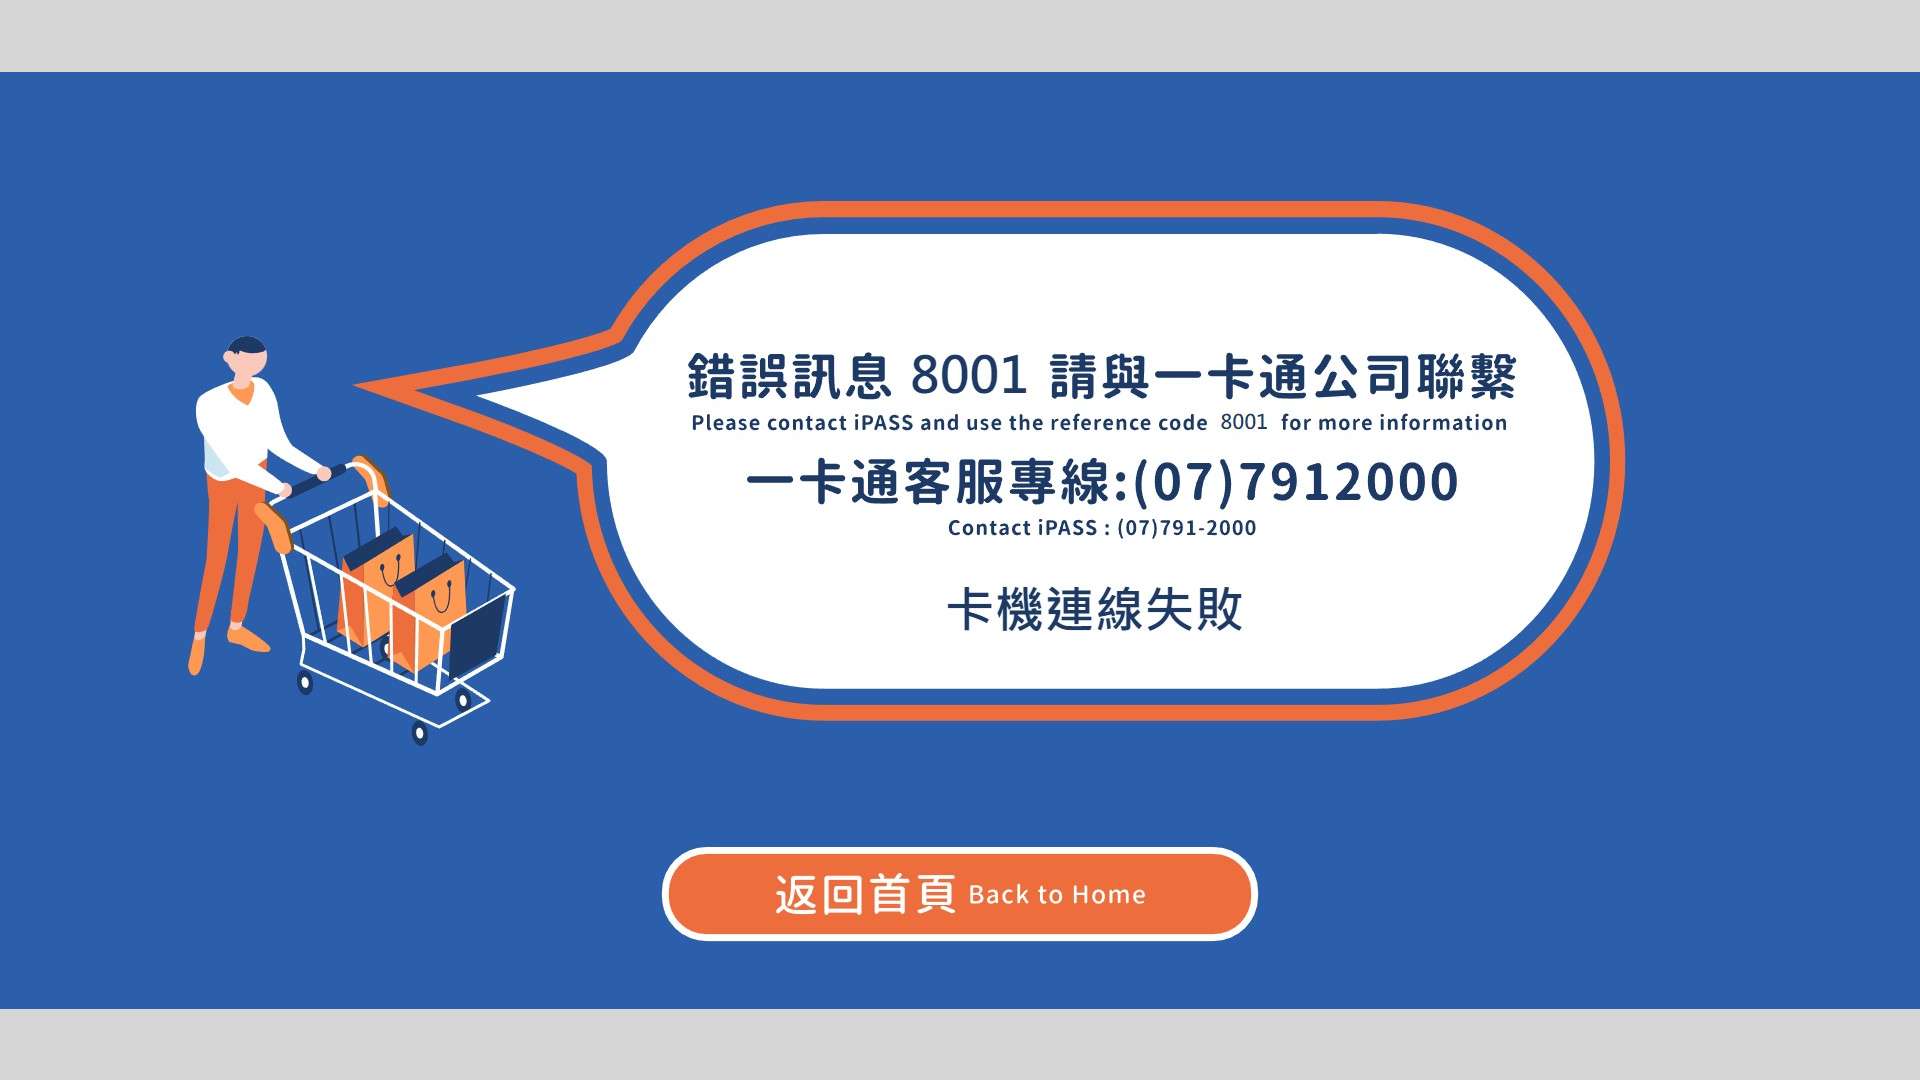 錯誤訊息 8001 請與一卡通公司聯繫
Please contact iPASS and use the reference code 8001 for more information
一卡通客服專線:(07)7912000
Contact iPASS : (07)791-2000
卡機連線失敗
返回首頁 Back to Home